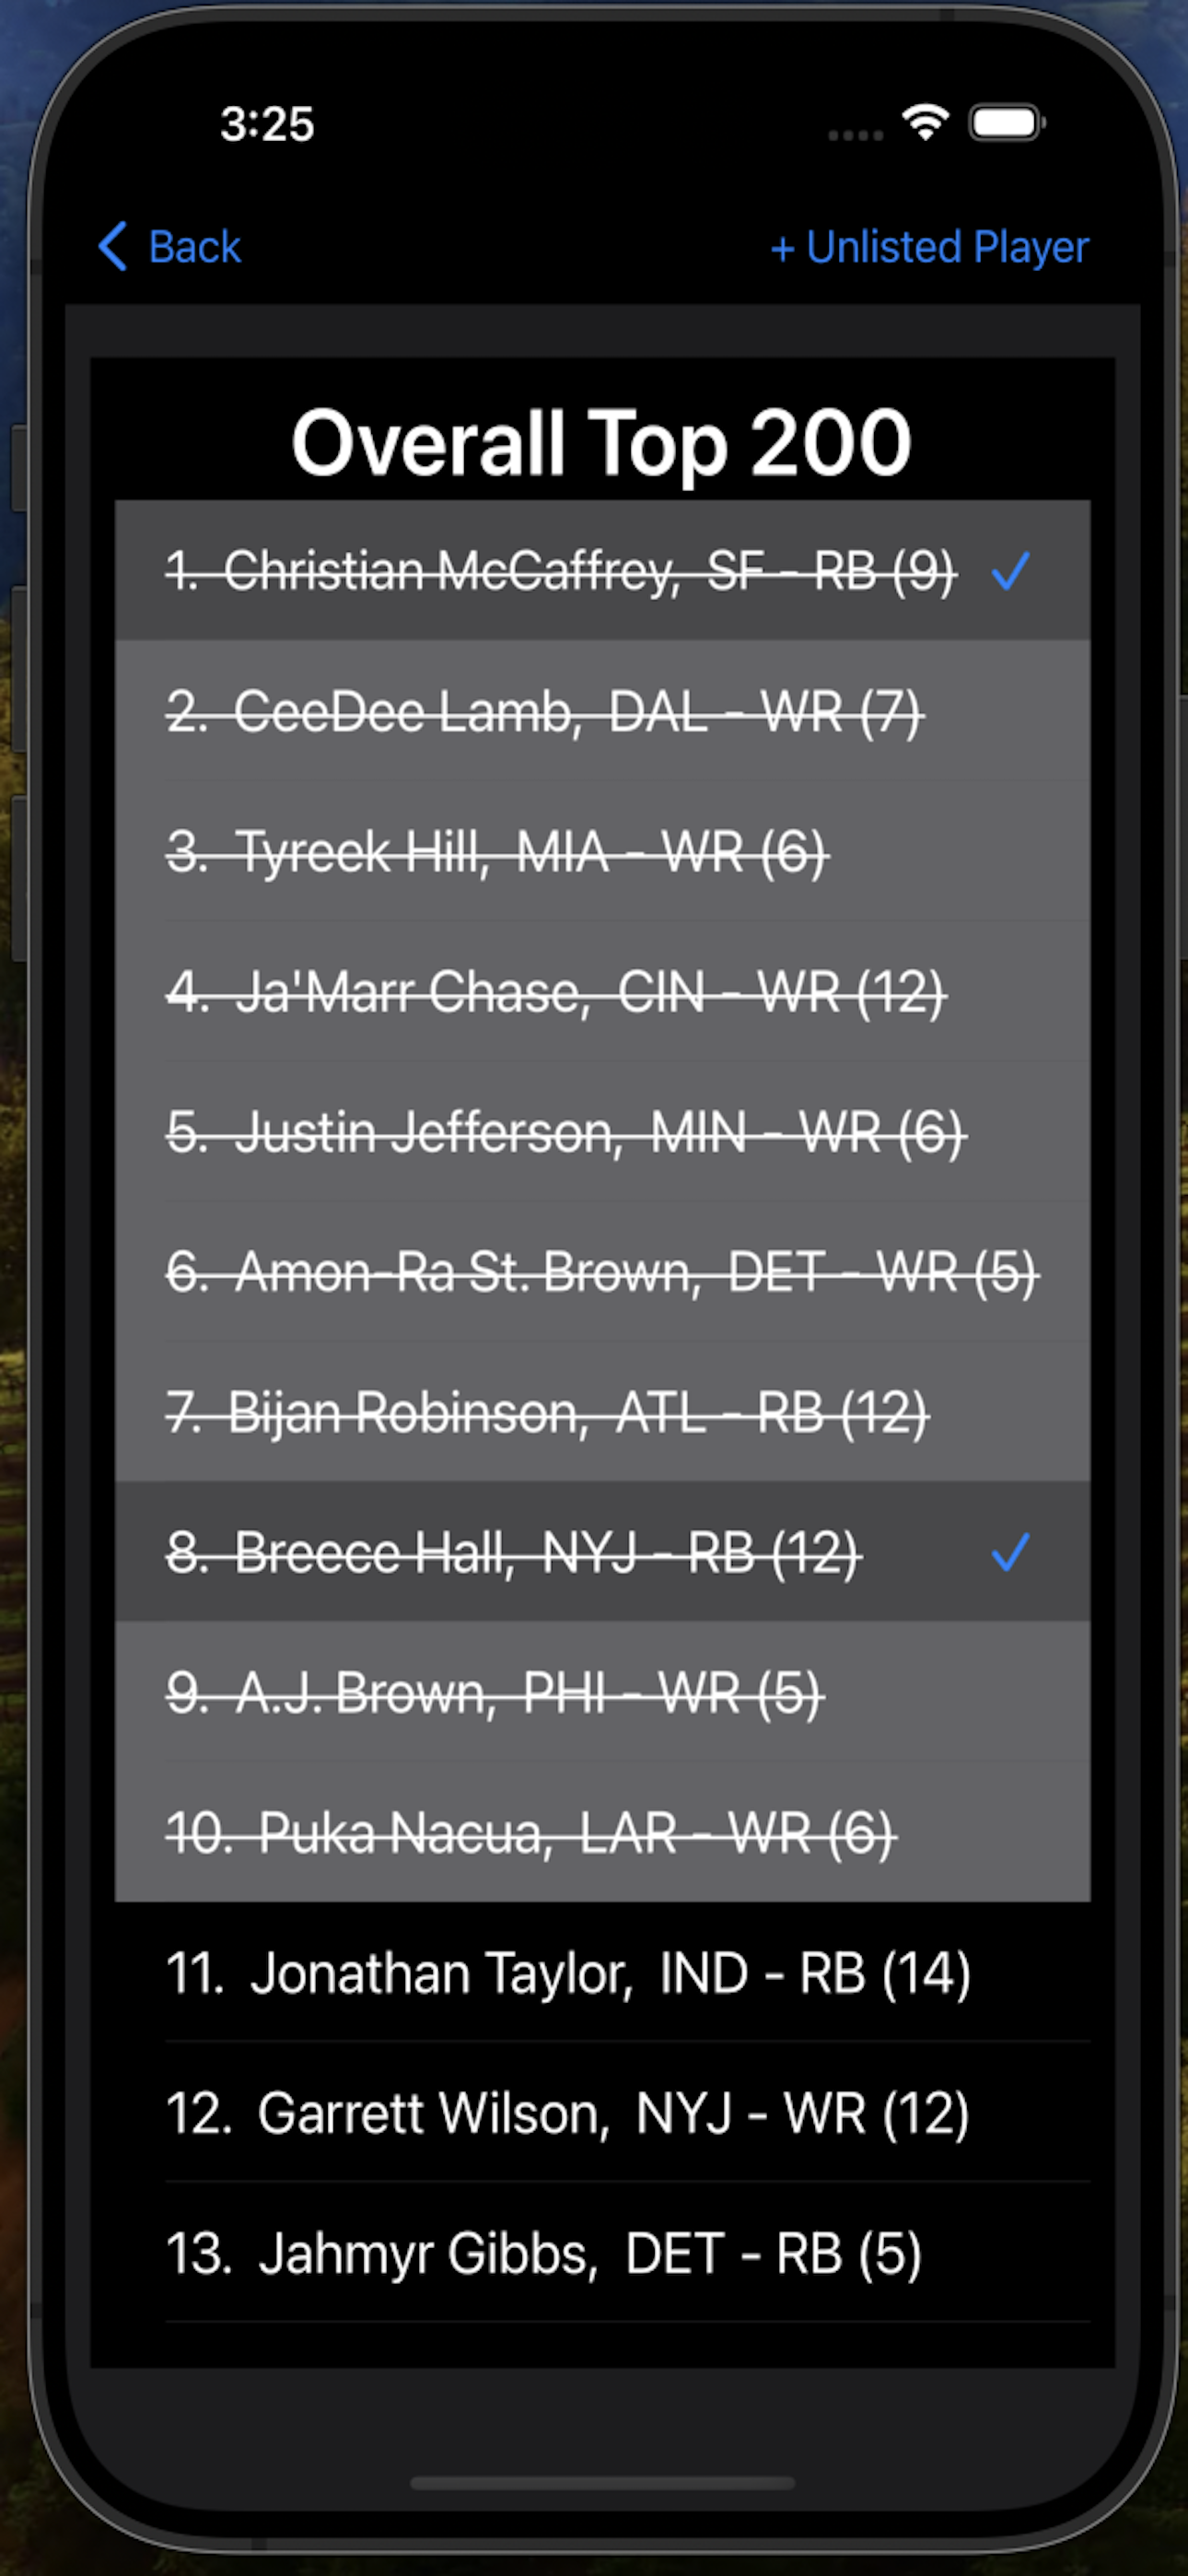 3:25
Back
+ Unlisted Player
Overall Top 200
1. Christian McCaffrey, SF - RB (9)
2. CeeDee Lamb, DAL - WR (7)
3. Tyreek Hill, MIA - WR (6)
4. Ja'Marr Chase, CIN - WR (12)
5. Justin Jefferson, MIN - WR (6)
6. Amon-Ra St. Brown, DET - WR (5)
7. Bijan Robinson, ATL - RB (12)
8. Breece Hall, NYJ - RB (12)
9. A.J. Brown, PHI - WR (5)
10. Puka Nacua, LAR - WR (6)
11. Jonathan Taylor, IND - RB (14)
12. Garrett Wilson, NYJ - WR (12)
13. Jahmyr Gibbs, DET - RB (5)